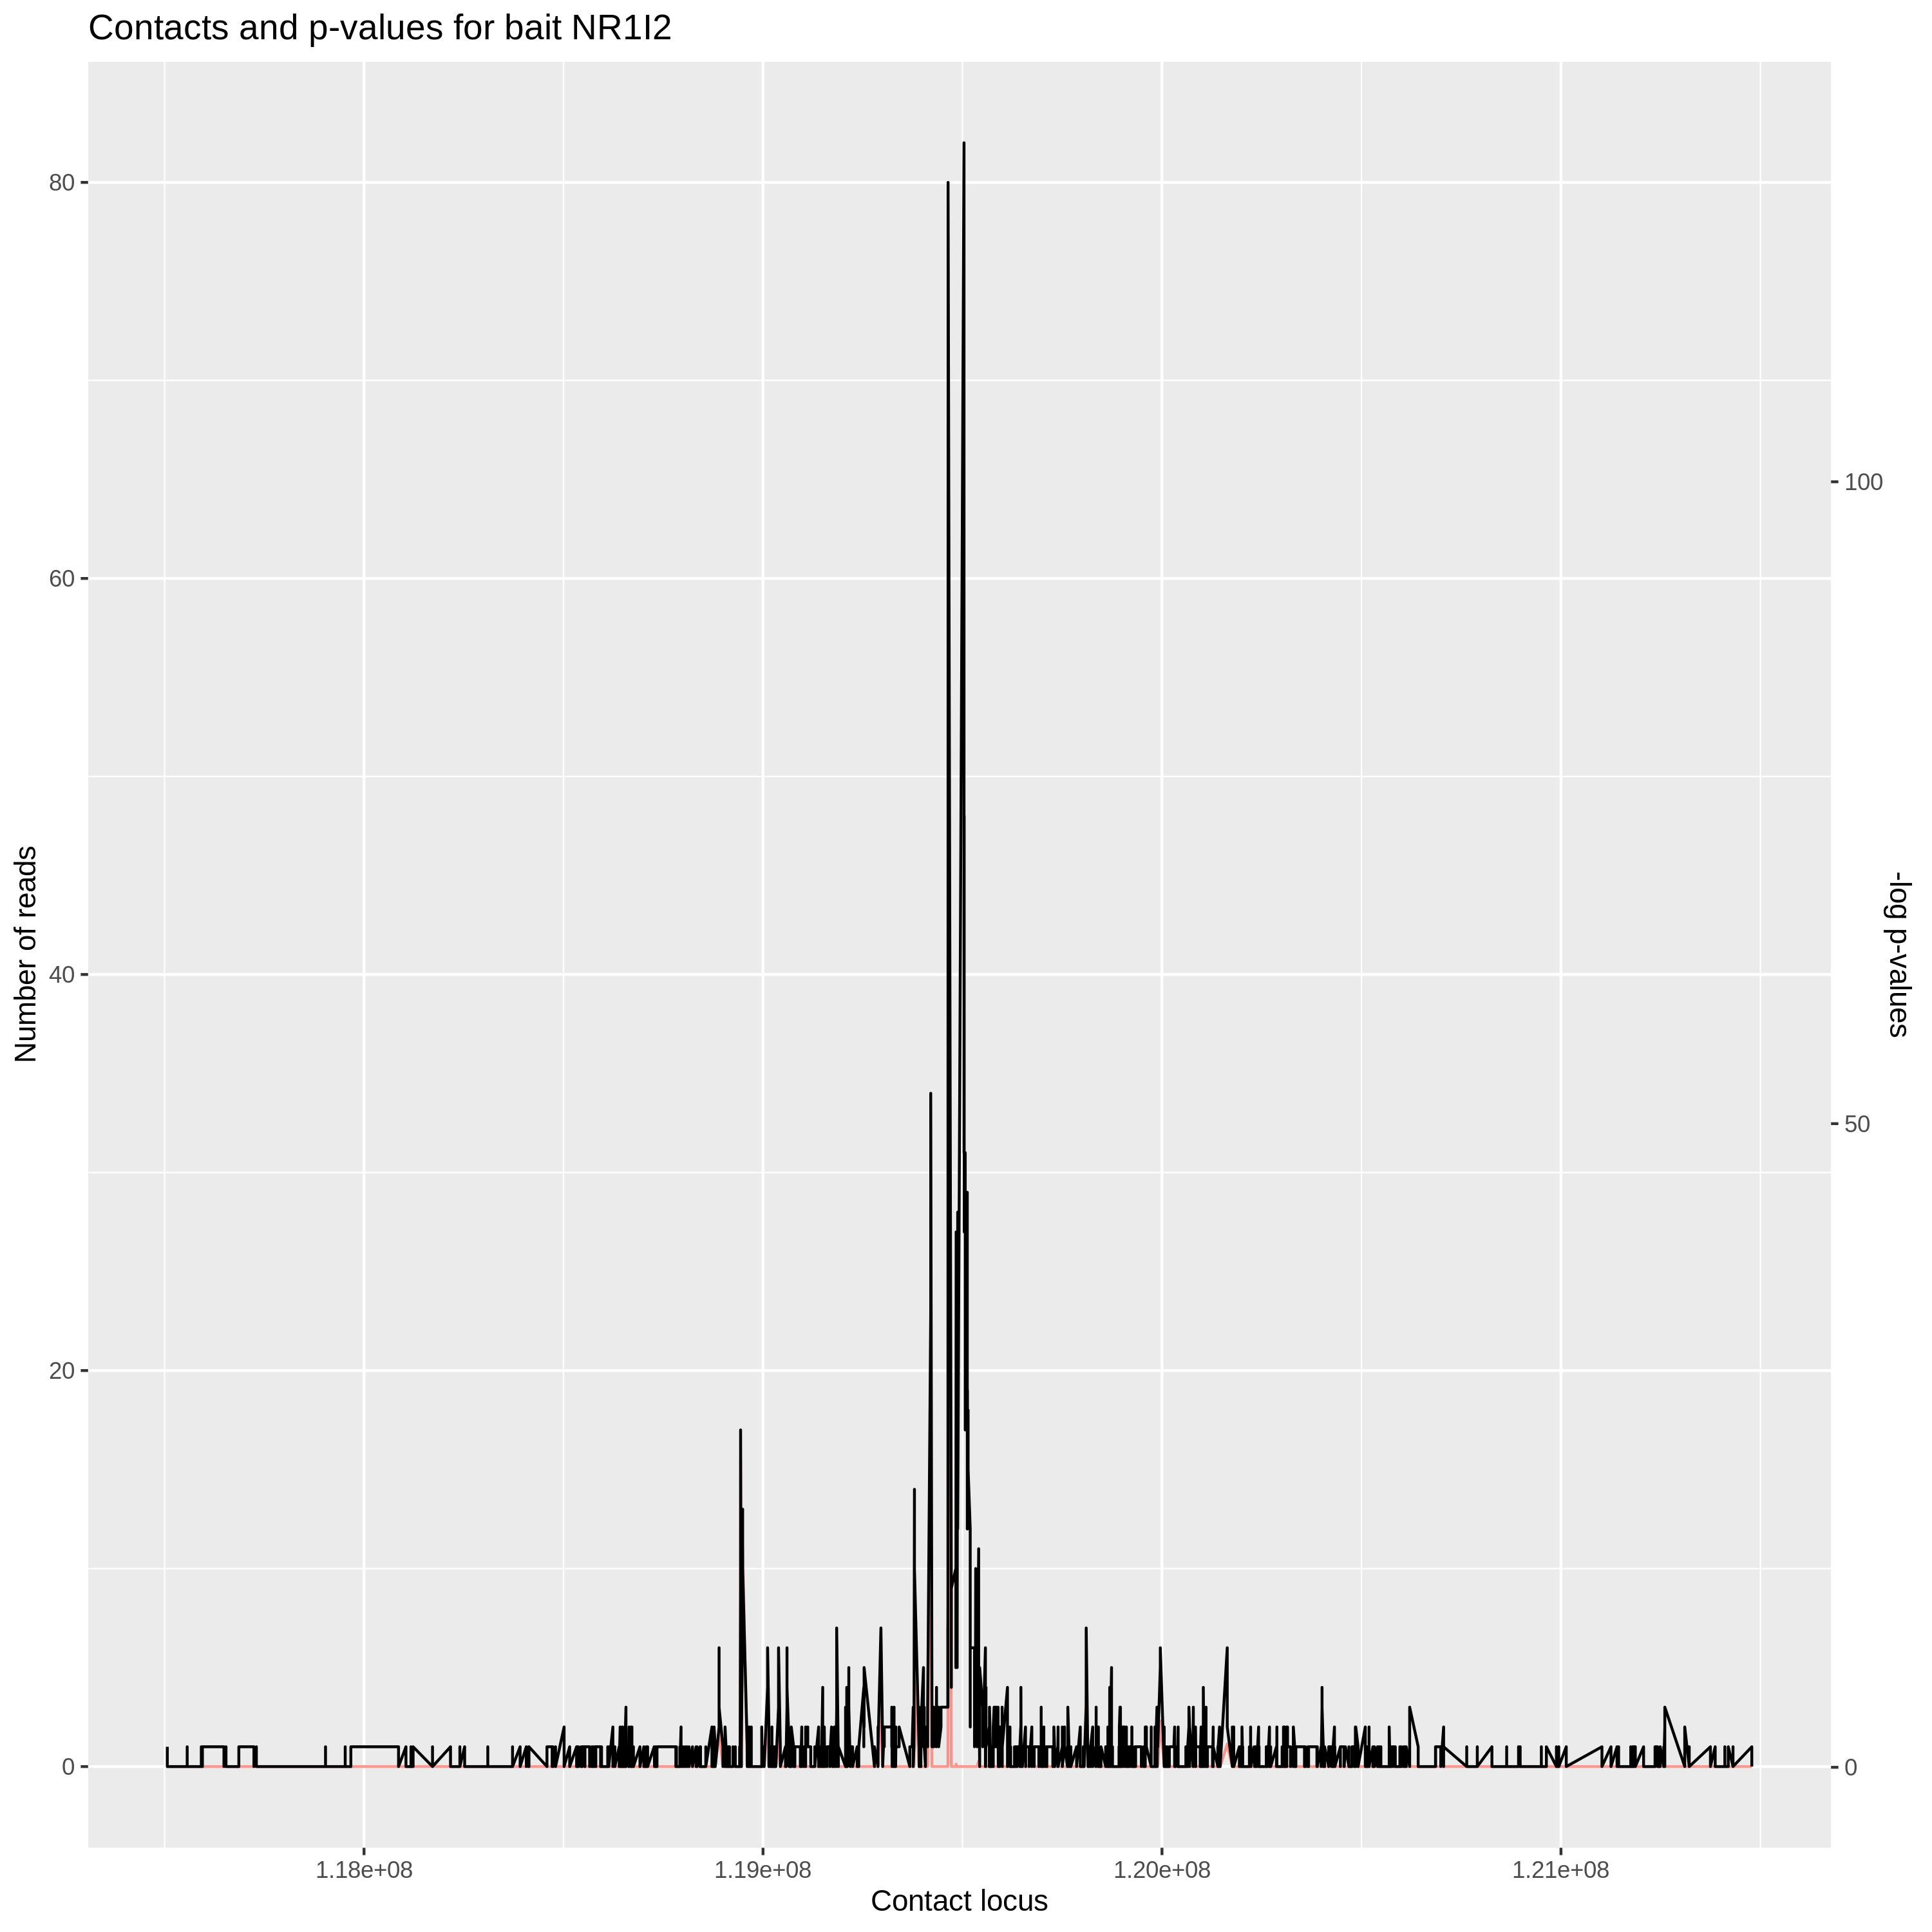 Contacts and p-values for bait NR1I2
80
60
40
20
0
Number of reads
100
50
0
-log p-values
1.18e+08
1.19e+08
1.20e+08
1.21e+08
Contact locus